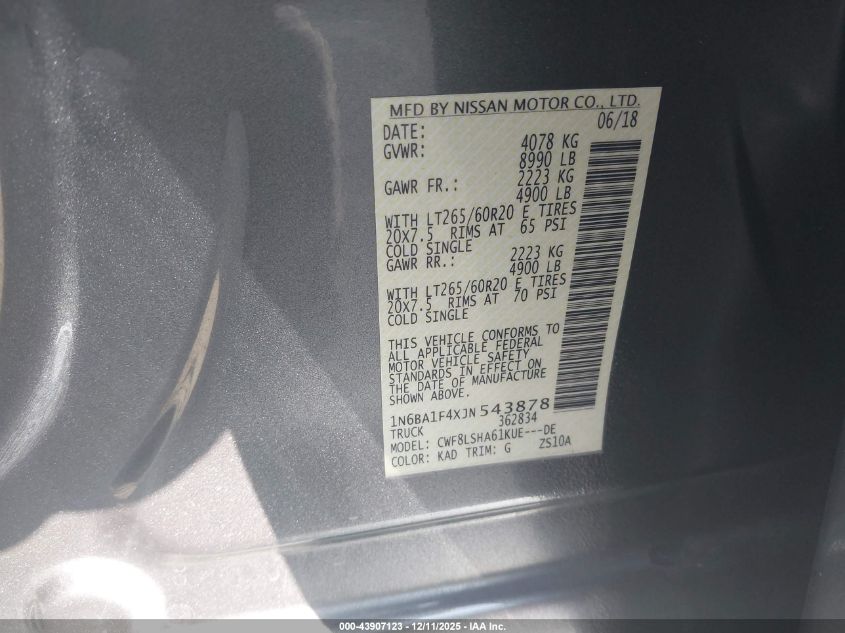 MFD BY NISSAN MOTOR CO., LTD.
DATE: 06/18
GVWR: 4078 KG
8990 LB
GAWR FR.: 2223 KG
4900 LB
WITH LT265/60R20 E TIRES
20X7.5 RIMS AT 65 PSI
COLD SINGLE
GAWR RR.: 2223 KG
4900 LB
WITH LT265/60R20 E TIRES
20X7.5 RIMS AT 70 PSI
COLD SINGLE
THIS VEHICLE CONFORMS TO
ALL APPLICABLE FEDERAL
MOTOR VEHICLE SAFETY
STANDARDS IN EFFECT ON
THE DATE OF MANUFACTURE
SHOWN ABOVE.
1N6BA1F4XJN543878
TRUCK 362834
MODEL: CWF8LSHA61KUE---DE
COLOR: KAD TRIM: G ZS10A
000-43907123 - 12/11/2025 - IAA Inc.